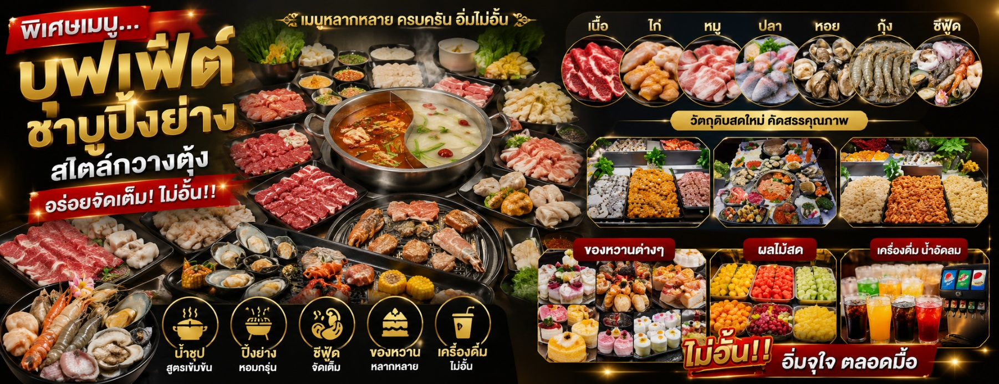 พิเศษเมนู...
บุฟเฟ่ต์
ชาบูปิ้งย่าง
สไตล์กวางตุ้ง
อร่อยจัดเต็ม! ไม่อั้น!!
เมนูหลากหลาย ครบครัน อิ่มไม่อั้น
เนื้อ
ไก่
หมู
ปลา
หอย
กุ้ง
ซีฟู้ด
วัตถุดิบสดใหม่ คัดสรรคุณภาพ
ของหวานต่างๆ
ผลไม้สด
เครื่องดื่ม น้ำอัดลม
น้ำซุป
สูตรเข้มข้น
ปิ้งย่าง
หอมกรุ่น
ซีฟู้ด
จัดเต็ม
ของหวาน
หลากหลาย
เครื่องดื่ม
ไม่อั้น
ไม่อั้น!!
อิ่มจุใจ ตลอดมื้อ